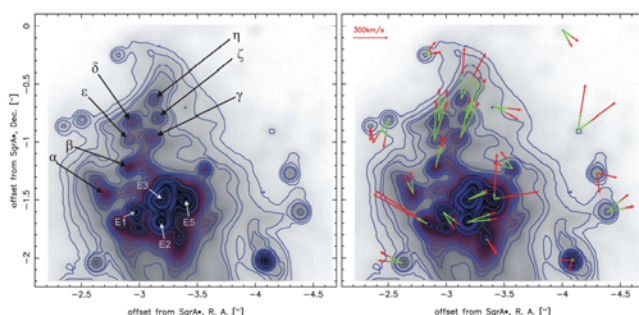 η
δ
ζ
ε
γ
β
α
E3
E1
E5
E2
0
-0.5
-1
-1.5
-2
offset from SgrA*, Dec. ["]
-2.5 -3 -3.5 -4 -4.5
offset from SgrA*, R. A. ["]
300km/s
-2.5 -3 -3.5 -4 -4.5
offset from SgrA*, R. A. ["]